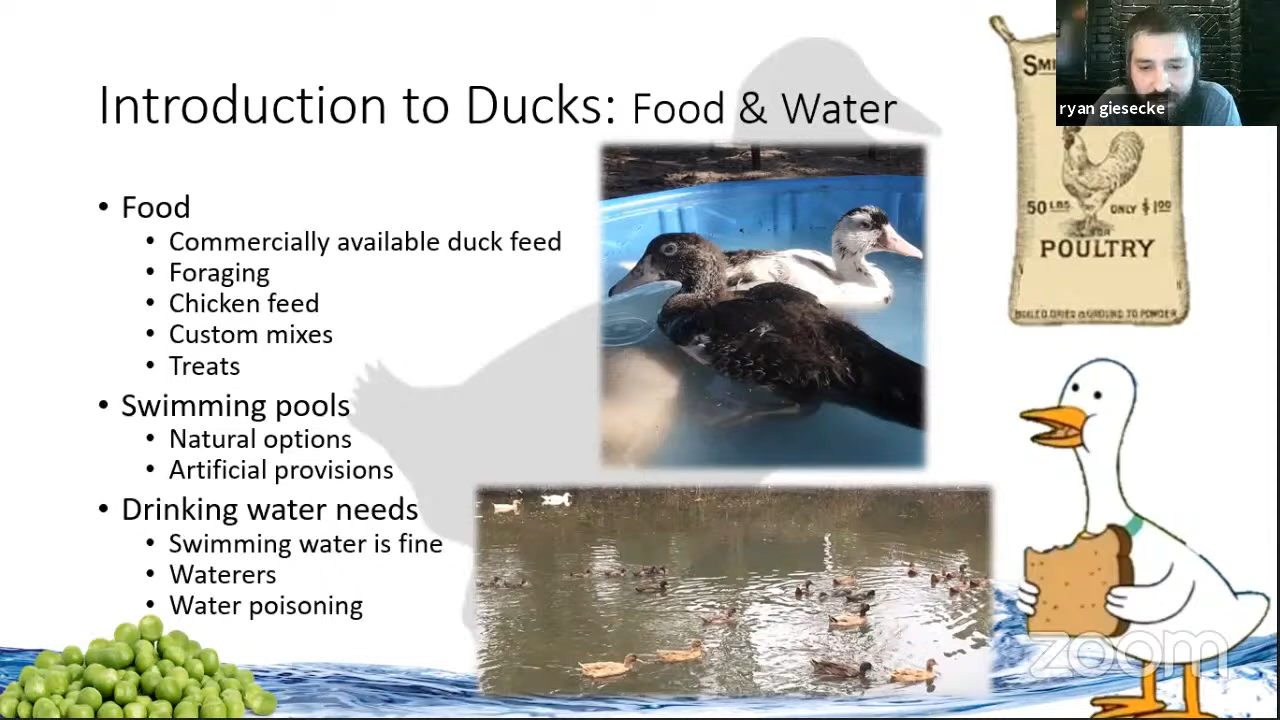 Introduction to Ducks: Food & Water
• Food
• Commercially available duck feed
• Foraging
• Chicken feed
• Custom mixes
• Treats
• Swimming pools
• Natural options
• Artificial provisions
• Drinking water needs
• Swimming water is fine
• Waterers
• Water poisoning
ryan giesecke
50 LBS ONLY $1.00
POULTRY
zoom